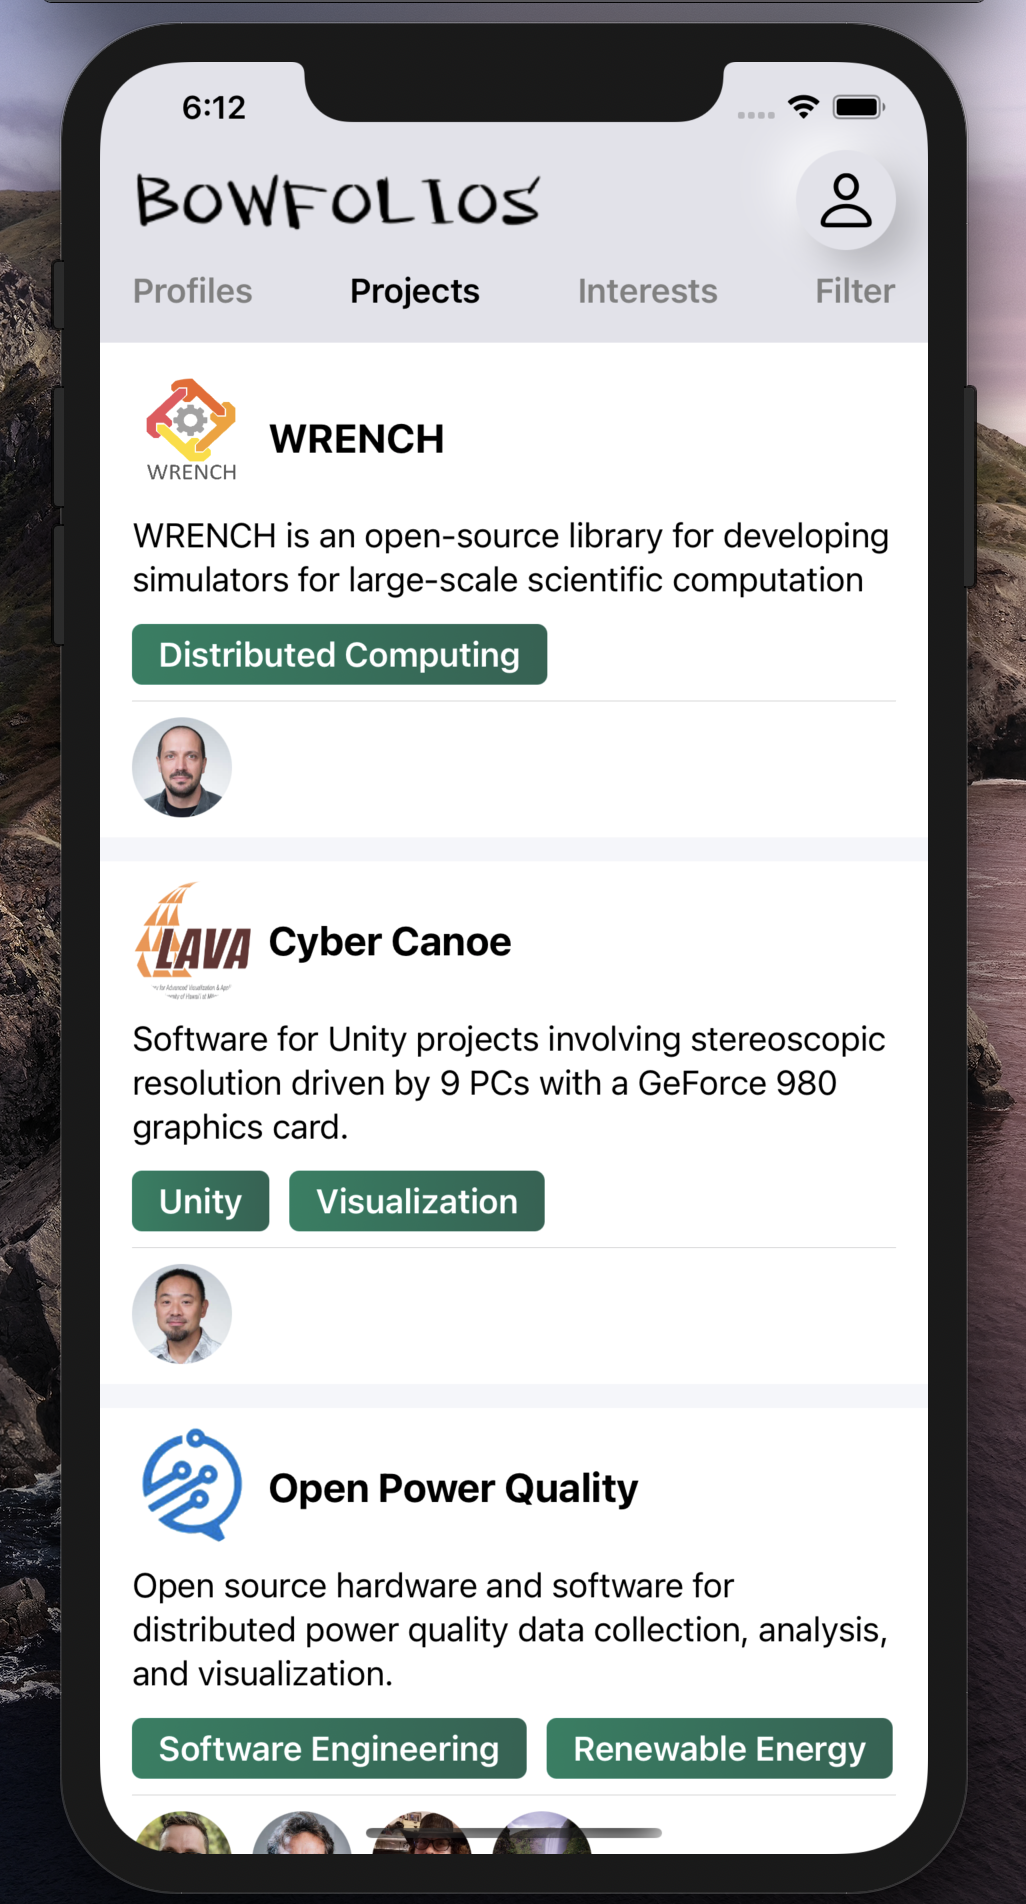 6:12
BOWFOLIOS
Profiles Projects Interests Filter
WRENCH
WRENCH
WRENCH is an open-source library for developing
simulators for large-scale scientific computation
Distributed Computing
LAVA
Cyber Canoe
Software for Unity projects involving stereoscopic
resolution driven by 9 PCs with a GeForce 980
graphics card.
Unity Visualization
Open Power Quality
Open source hardware and software for
distributed power quality data collection, analysis,
and visualization.
Software Engineering Renewable Energy